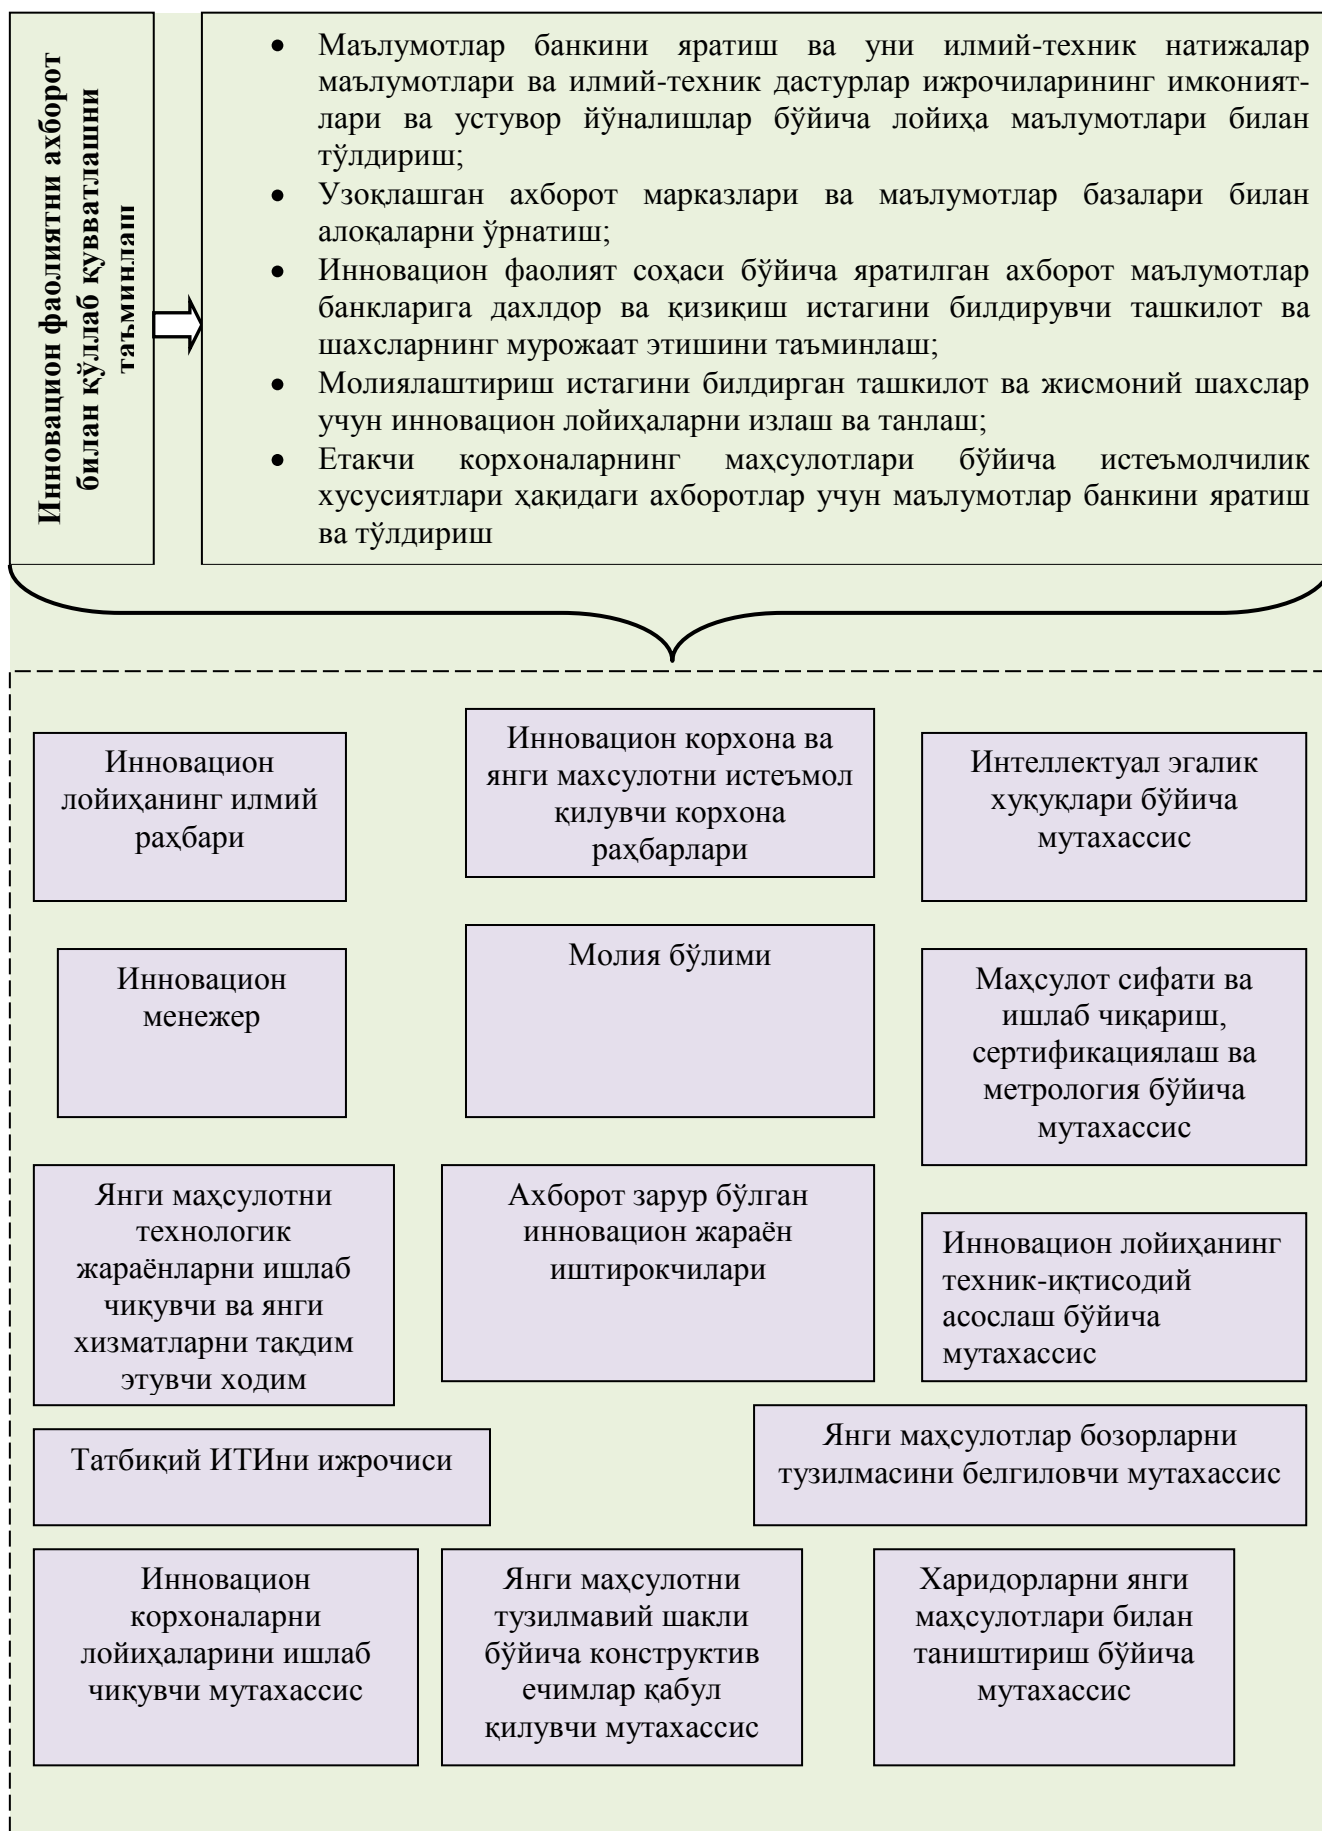 Инновацион фаолиятни ахборот
билан қўллаб қувватлашни
таъминлаш
• Маълумотлар банкини яратиш ва уни илмий-техник натижалар
маълумотлари ва илмий-техник дастурлар ижрочиларининг имконият-
лари ва устувор йўналишлар бўйича лойиҳа маълумотлари билан
тўлдириш;
• Узоқлашган ахборот марказлари ва маълумотлар базалари билан
алоқаларни ўрнатиш;
• Инновацион фаолият соҳаси бўйича яратилган ахборот маълумотлар
банкларига дахлдор ва қизиқиш истагини билдирувчи ташкилот ва
шахсларнинг мурожаат этишини таъминлаш;
• Молиялаштириш истагини билдирган ташкилот ва жисмоний шахслар
учун инновацион лойиҳаларни излаш ва танлаш;
• Етакчи корхоналарнинг маҳсулотлари бўйича истеъмолчилик
хусусиятлари ҳақидаги ахборотлар учун маълумотлар банкини яратиш
ва тўлдириш
Инновацион
лойиҳанинг илмий
раҳбари
Инновацион корхона ва
янги махсулотни истеъмол
қилувчи корхона
раҳбарлари
Интеллектуал эгалик
хуқуқлари бўйича
мутахассис
Инновацион
менежер
Молия бўлими
Маҳсулот сифати ва
ишлаб чиқариш,
сертификациялаш ва
метрология бўйича
мутахассис
Янги маҳсулотни
технологик
жараёнларни ишлаб
чиқувчи ва янги
хизматларни тақдим
этувчи ходим
Ахборот зарур бўлган
инновацион жараён
иштирокчилари
Инновацион лойиҳанинг
техник-иқтисодий
асослаш бўйича
мутахассис
Татбиқий ИТИни ижрочиси
Янги маҳсулотлар бозорларни
тузилмасини белгиловчи мутахассис
Инновацион
корхоналарни
лойиҳаларини ишлаб
чиқувчи мутахассис
Янги маҳсулотни
тузилмавий шакли
бўйича конструктив
ечимлар қабул
қилувчи мутахассис
Харидорларни янги
маҳсулотлари билан
таништириш бўйича
мутахассис